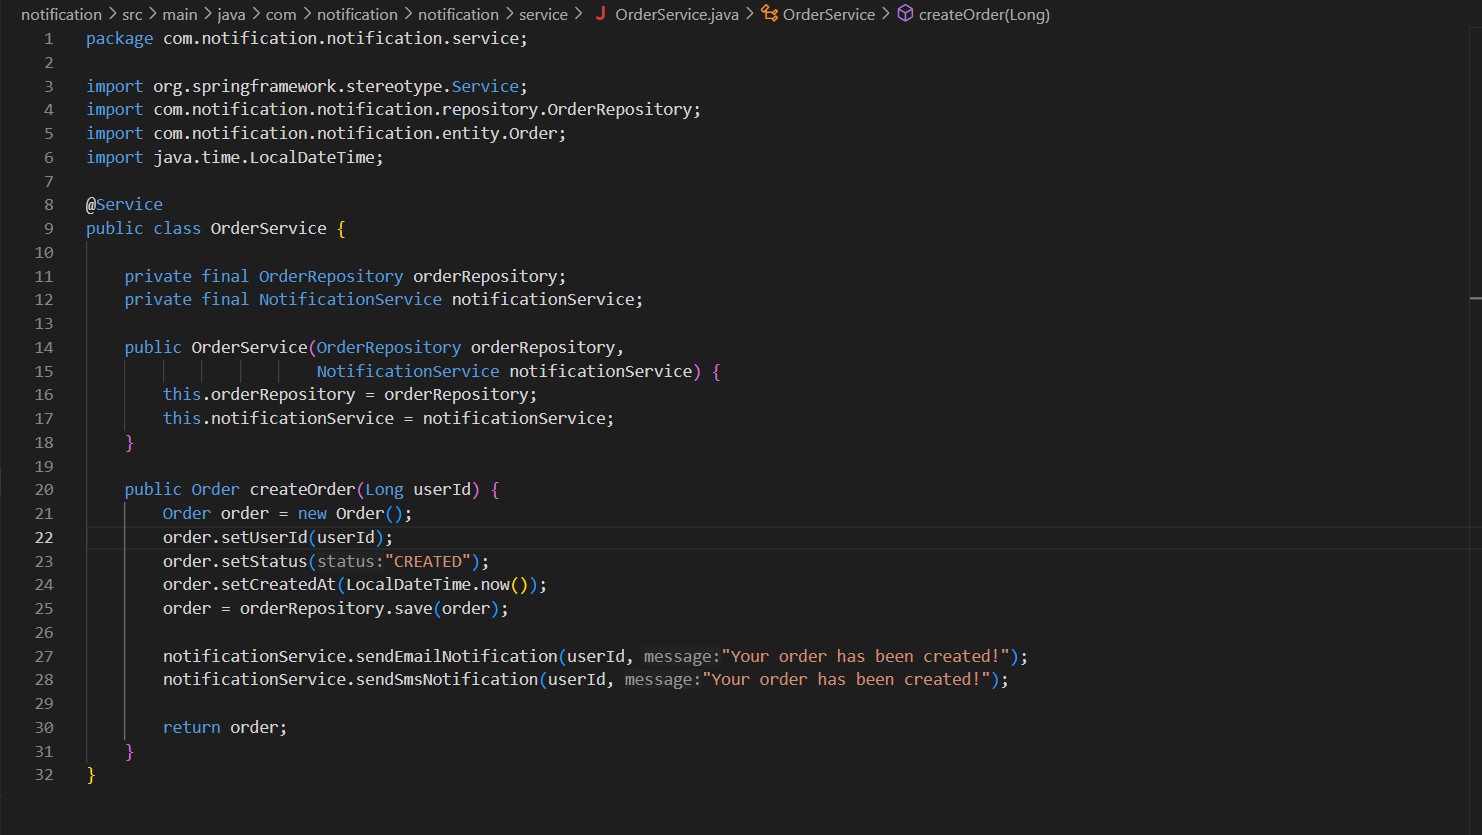 notification > src > main > java > com > notification > notification > service > J OrderService.java > OrderService > createOrder(Long)
1 package com.notification.notification.service;
2
3 import org.springframework.stereotype.Service;
4 import com.notification.notification.repository.OrderRepository;
5 import com.notification.notification.entity.Order;
6 import java.time.LocalDateTime;
7
8 @Service
9 public class OrderService {
10
11     private final OrderRepository orderRepository;
12     private final NotificationService notificationService;
13
14     public OrderService(OrderRepository orderRepository,
15                         NotificationService notificationService) {
16         this.orderRepository = orderRepository;
17         this.notificationService = notificationService;
18     }
19
20     public Order createOrder(Long userId) {
21         Order order = new Order();
22         order.setUserId(userId);
23         order.setStatus(status:"CREATED");
24         order.setCreatedAt(LocalDateTime.now());
25         order = orderRepository.save(order);
26
27         notificationService.sendEmailNotification(userId, message:"Your order has been created!");
28         notificationService.sendSmsNotification(userId, message:"Your order has been created!");
29
30         return order;
31     }
32 }